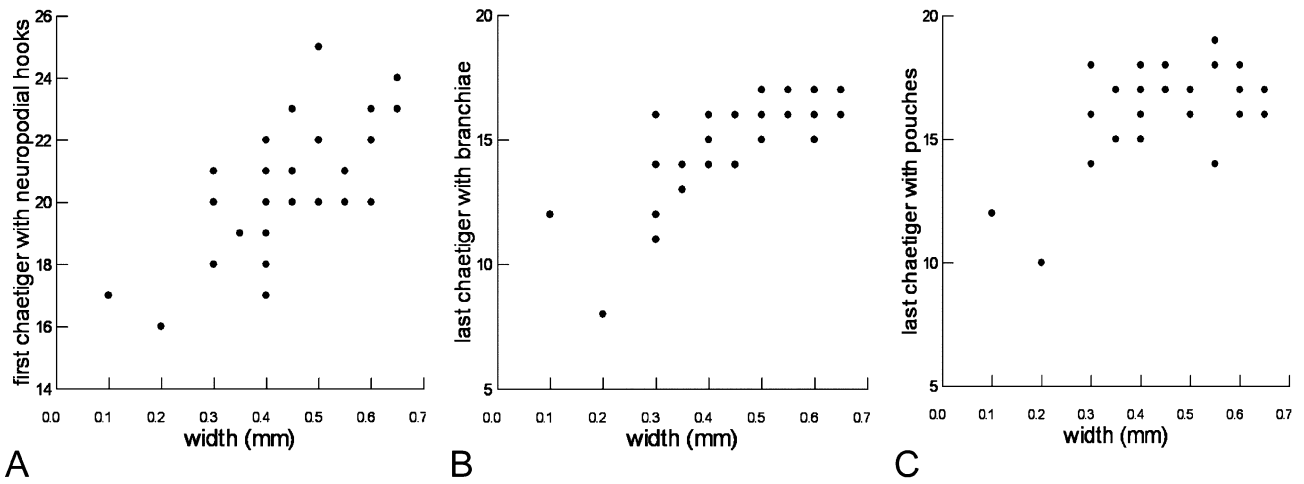 first chaetiger with neuropodial hooks
26
24
22
20
18
16
14
0.0 0.1 0.2 0.3 0.4 0.5 0.6 0.7
width (mm)
A
last chaetiger with branchiae
20
15
10
5
0.0 0.1 0.2 0.3 0.4 0.5 0.6 0.7
width (mm)
B
last chaetiger with pouches
20
15
10
5
0.0 0.1 0.2 0.3 0.4 0.5 0.6 0.7
width (mm)
C